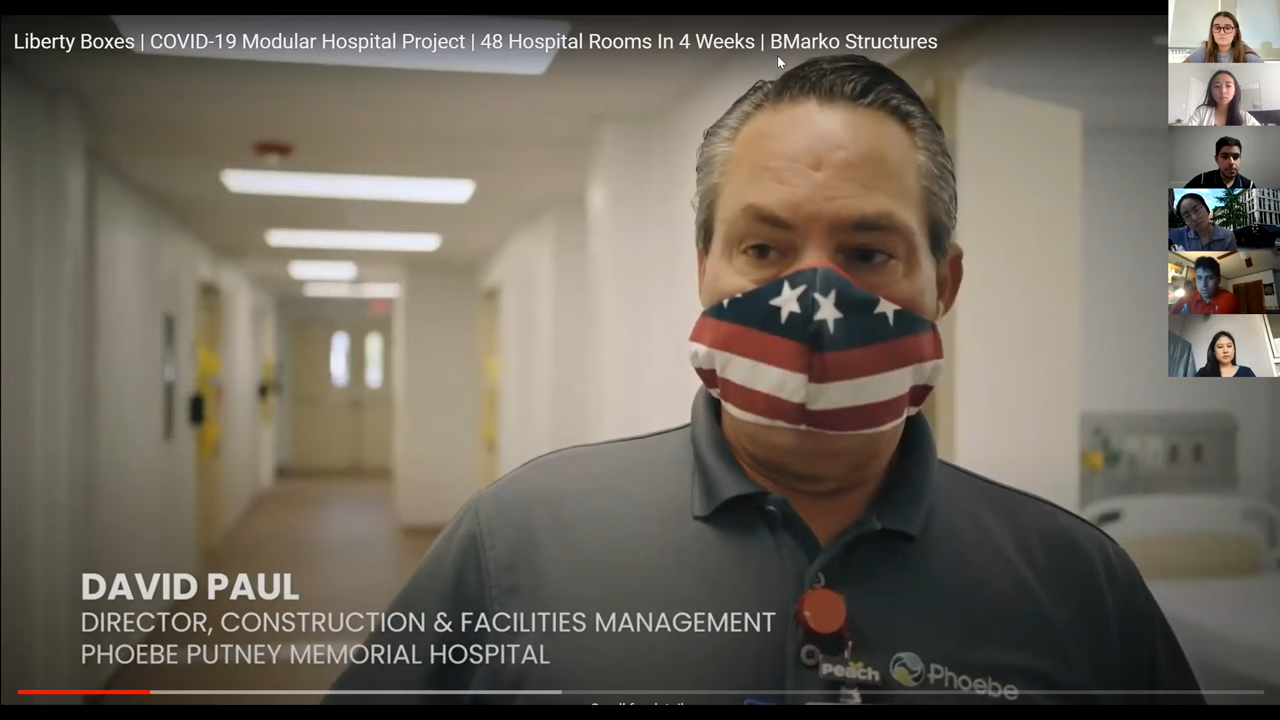 Liberty Boxes | COVID-19 Modular Hospital Project | 48 Hospital Rooms In 4 Weeks | BMarko Structures
DAVID PAUL
DIRECTOR, CONSTRUCTION & FACILITIES MANAGEMENT
PHOEBE PUTNEY MEMORIAL HOSPITAL
peach
Phoebe